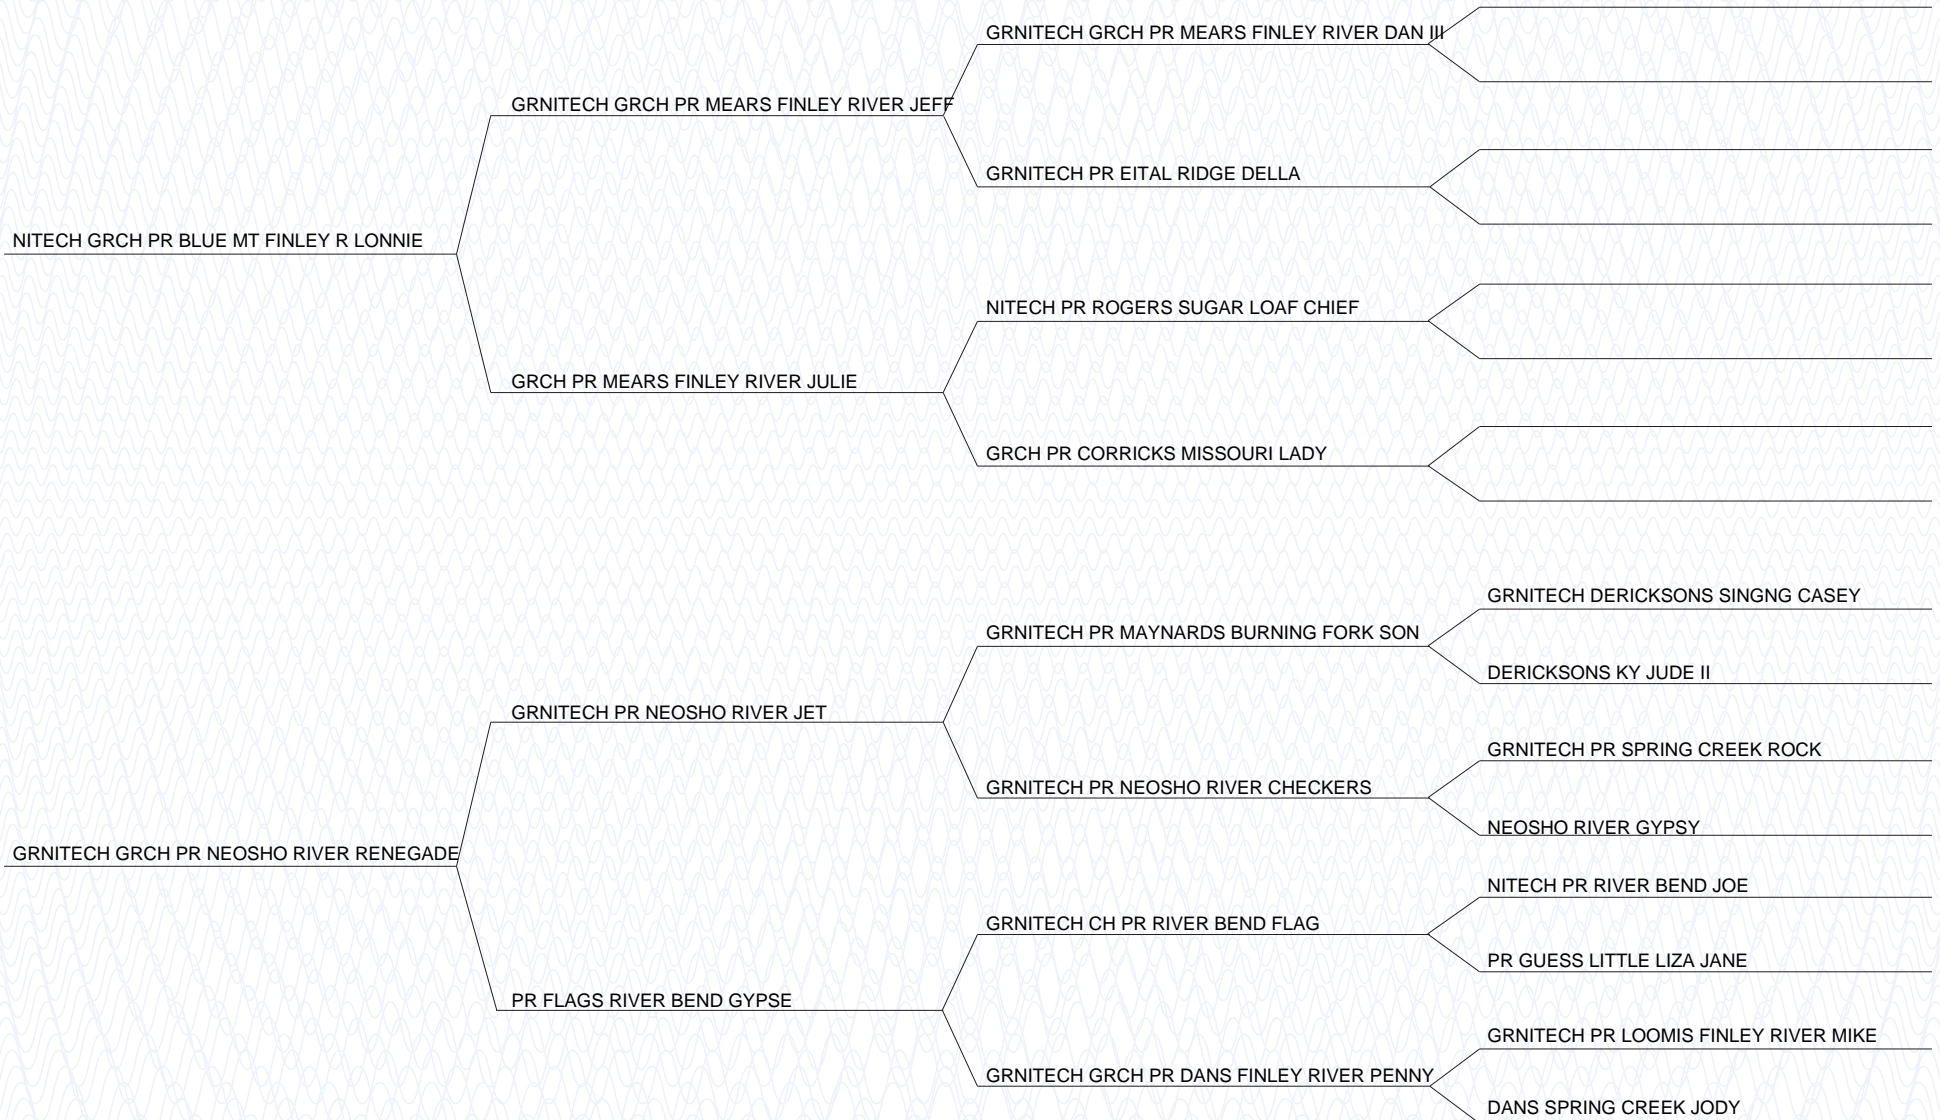 GRNITECH GRCH PR MEARS FINLEY RIVER DAN III
GRNITECH GRCH PR MEARS FINLEY RIVER JEFF
GRNITECH PR EITAL RIDGE DELLA
NITECH GRCH PR BLUE MT FINLEY R LONNIE
NITECH PR ROGERS SUGAR LOAF CHIEF
GRCH PR MEARS FINLEY RIVER JULIE
GRCH PR CORRICKS MISSOURI LADY
GRNITECH DERICKSONS SINGNG CASEY
GRNITECH PR MAYNARDS BURNING FORK SON
DERICKSONS KY JUDE II
GRNITECH PR NEOSHO RIVER JET
GRNITECH PR SPRING CREEK ROCK
GRNITECH PR NEOSHO RIVER CHECKERS
NEOSHO RIVER GYPSY
GRNITECH GRCH PR NEOSHO RIVER RENEGADE
NITECH PR RIVER BEND JOE
GRNITECH CH PR RIVER BEND FLAG
PR GUESS LITTLE LIZA JANE
PR FLAGS RIVER BEND GYPSE
GRNITECH PR LOOMIS FINLEY RIVER MIKE
GRNITECH GRCH PR DANS FINLEY RIVER PENNY
DANS SPRING CREEK JODY